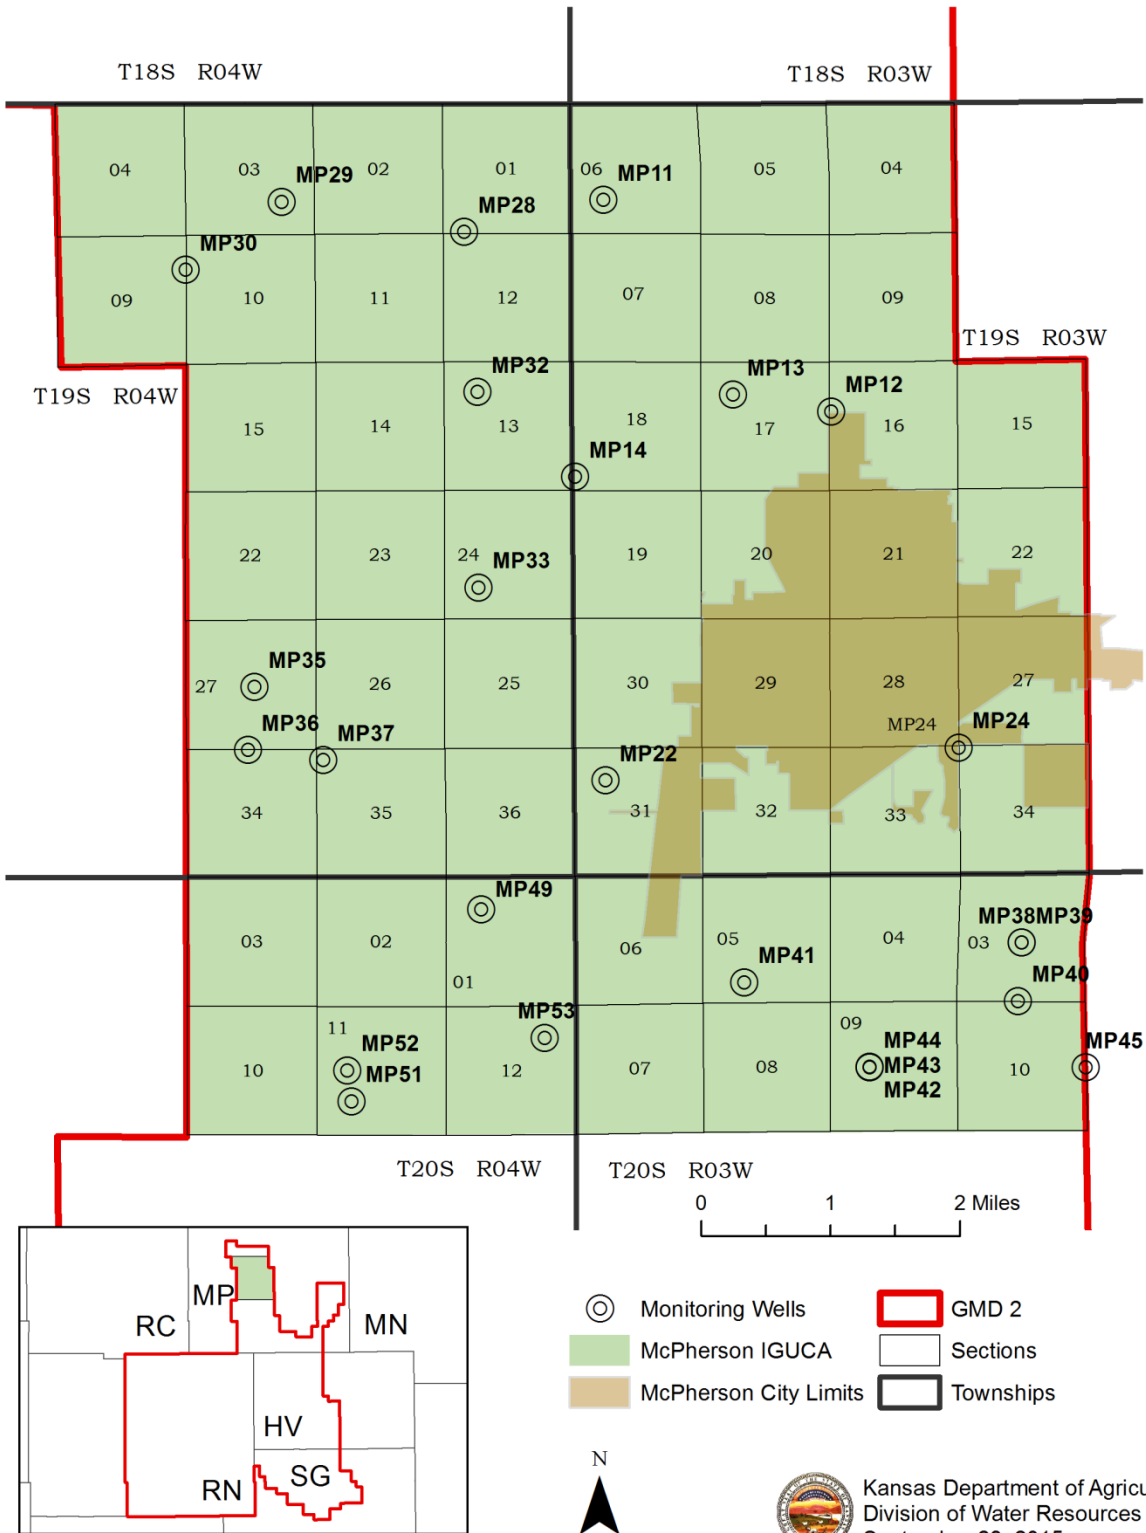 T18S R04W
T18S R03W
04
03
MP29
02
01
06
MP11
05
04
MP28
MP30
09
10
11
12
07
08
09
T19S R03W
T19S R04W
MP32
MP13
MP12
15
14
13
18
17
16
15
MP14
22
23
24
MP33
19
20
21
22
27
MP35
26
25
30
29
28
27
MP36
MP37
MP24
MP24
MP22
34
35
36
31
32
33
34
MP49
MP38MP39
03
02
01
06
05
MP41
04
03
MP40
MP53
11
MP52
MP51
10
12
07
08
09
MP44
MP43
MP42
10
MP45
T20S R04W
T20S R03W
0 1 2 Miles
MP
RC
MN
HV
RN
SG
Monitoring Wells
GMD 2
McPherson IGUCA
Sections
McPherson City Limits
Townships
N
Kansas Department of Agricu
Division of Water Resources